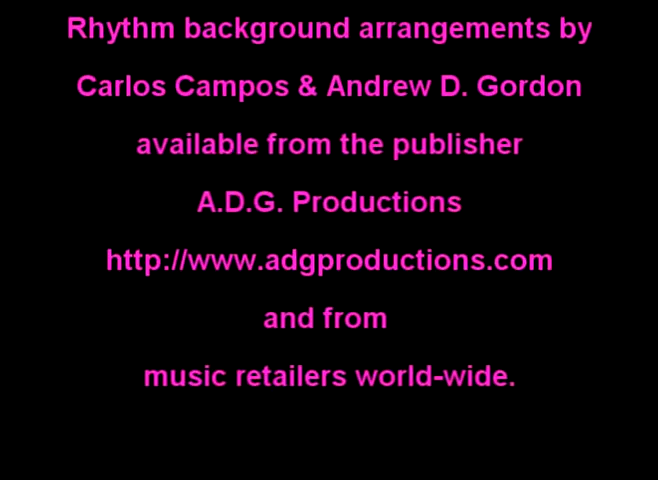 Rhythm background arrangements by
Carlos Campos & Andrew D. Gordon
available from the publisher
A.D.G. Productions
http://www.adgproductions.com
and from
music retailers world-wide.